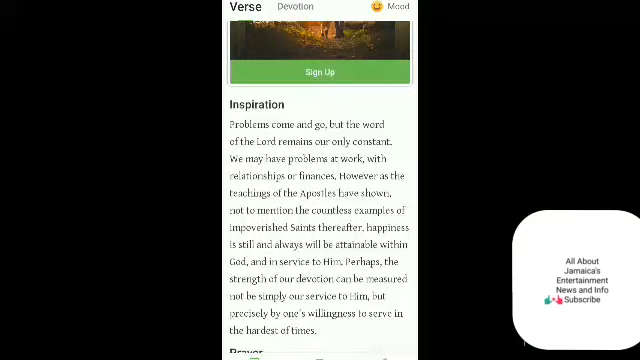 Verse Devotion Mood
Sign Up
Inspiration
Problems come and go, but the word
of the Lord remains our only constant.
We may have problems at work, with
relationships or finances. However as the
teachings of the Apostles have shown,
not to mention the countless examples of
impoverished Saints thereafter, happiness
is still and always will be attainable within
God, and in service to Him. Perhaps, the
strength of our devotion can be measured
not be simply our service to Him, but
precisely by one's willingness to serve in
the hardest of times.
Prayer
All About
Jamaica's
Entertainment
News and Info
Subscribe